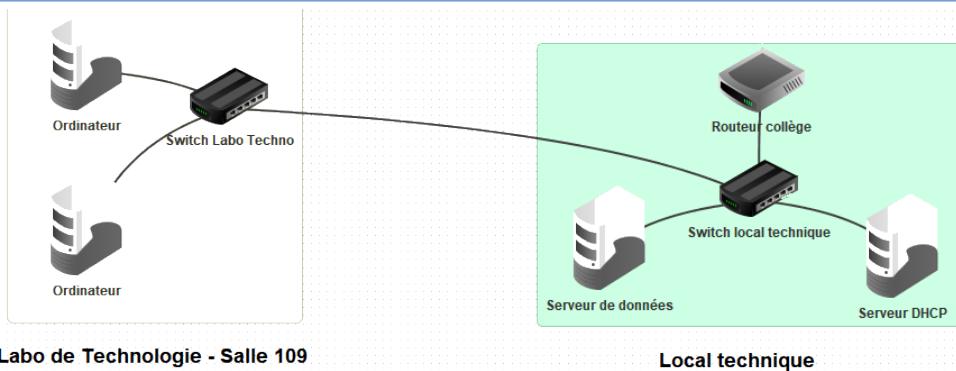 Ordinateur
Switch Labo Techno
Ordinateur
Labo de Technologie - Salle 109
Routeur collège
Switch local technique
Serveur de données
Serveur DHCP
Local technique